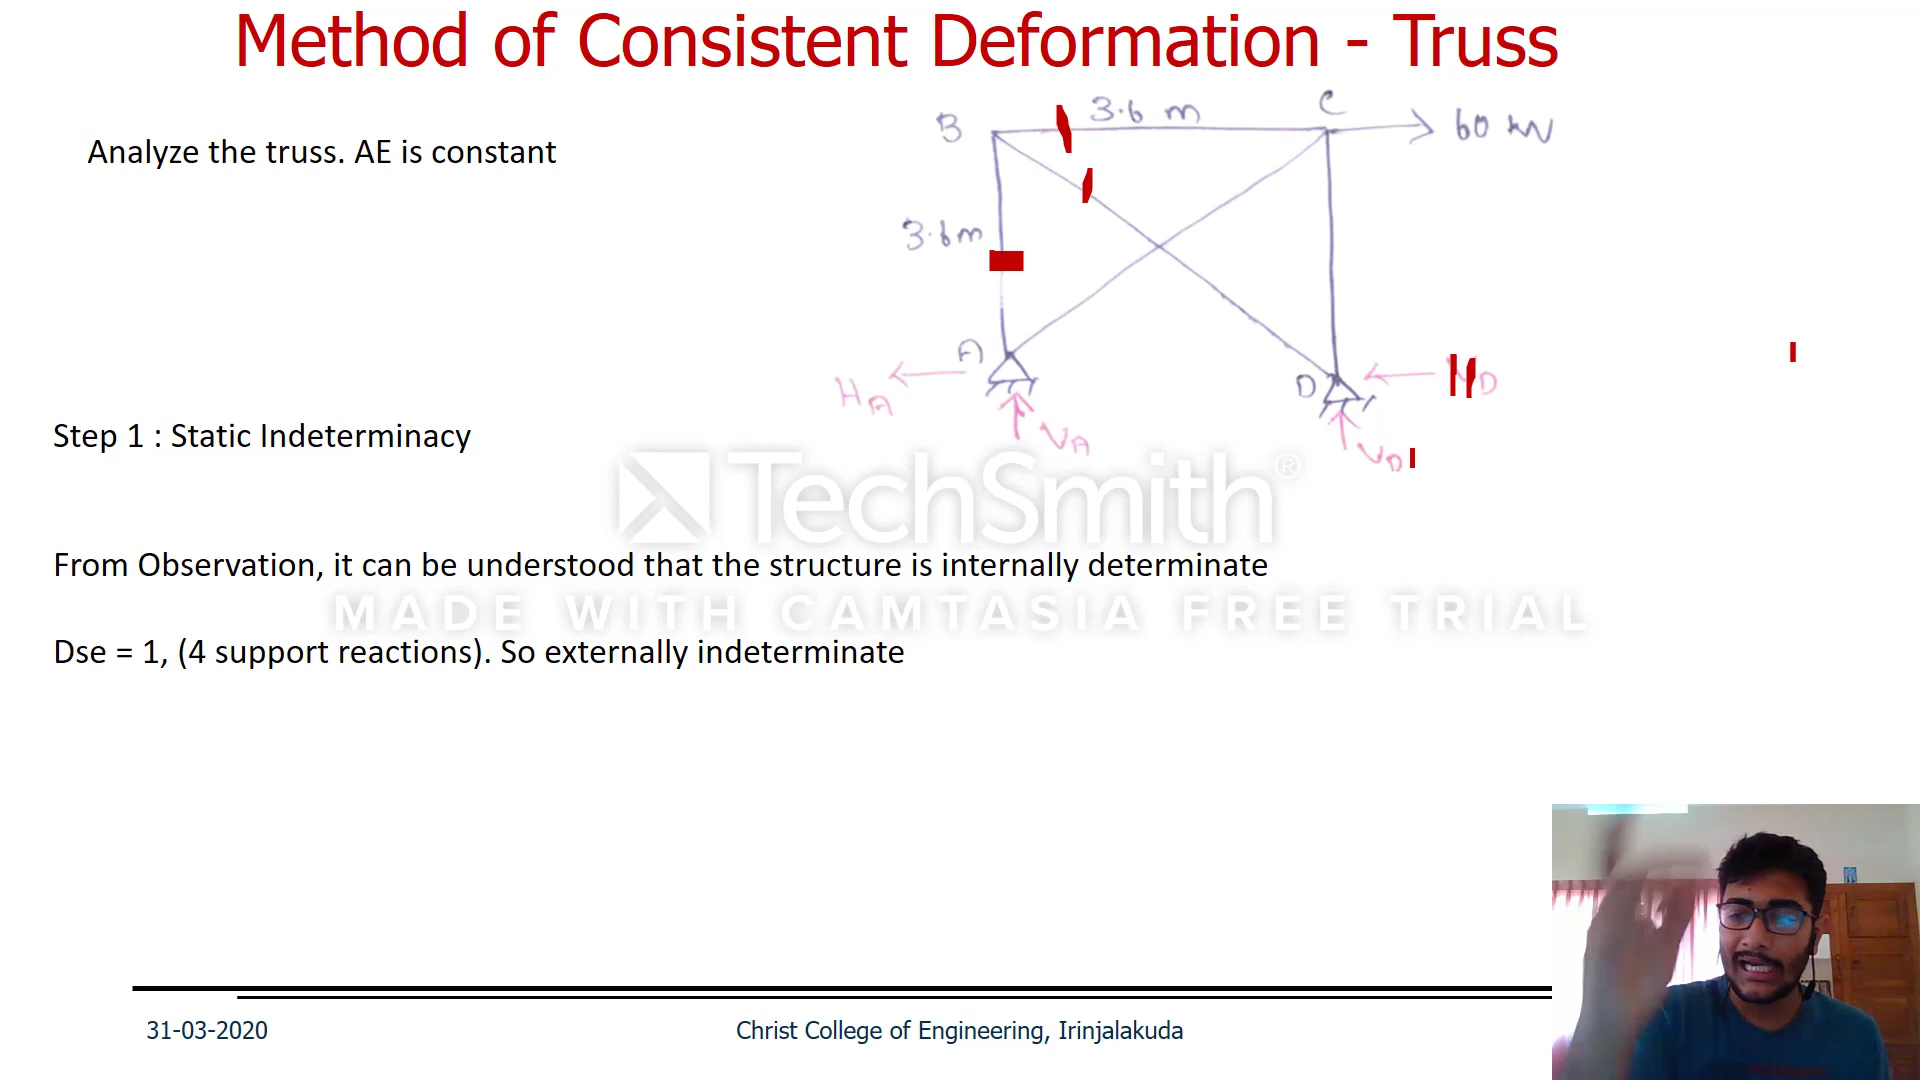 Method of Consistent Deformation - Truss
Analyze the truss. AE is constant
B
3.6 m
C
60 kN
3.6m
A
HA
VA
D
D
VD
Step 1 : Static Indeterminacy
TechSmith®
From Observation, it can be understood that the structure is internally determinate
MADE WITH CAMTASIA FREE TRIAL
Dse = 1, (4 support reactions). So externally indeterminate
31-03-2020
Christ College of Engineering, Irinjalakuda